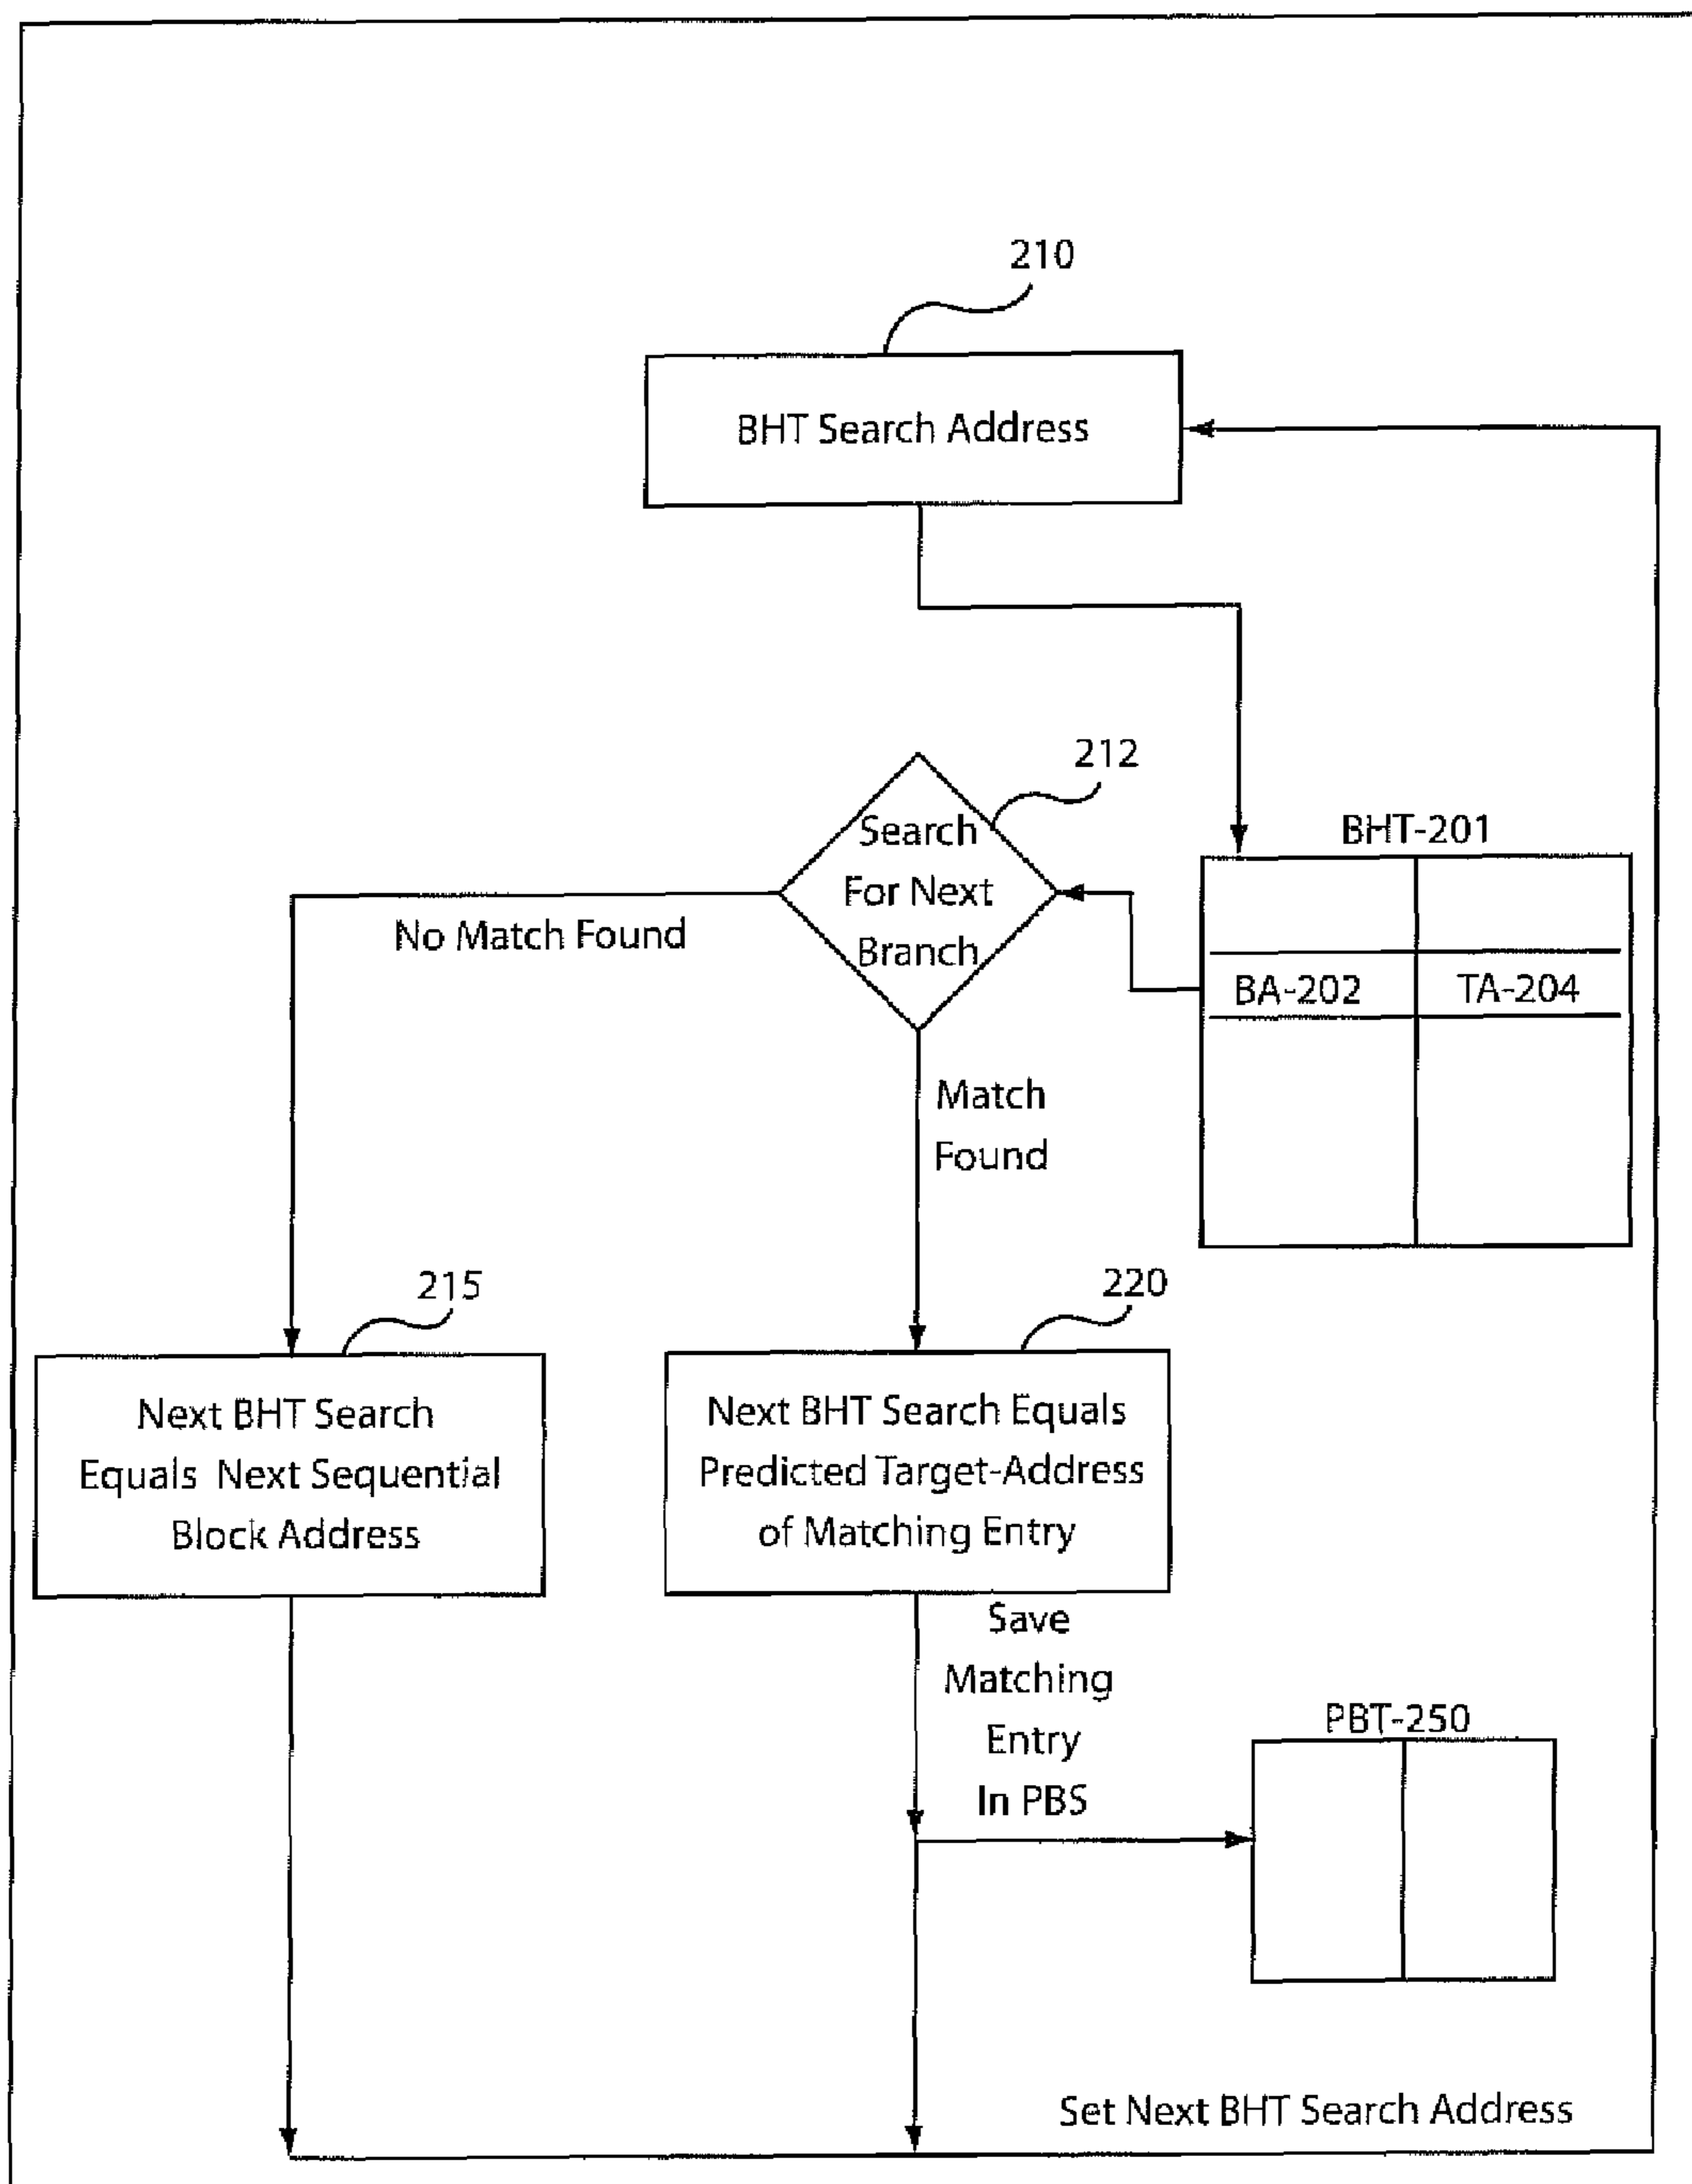 210
BHT Search Address
212
Search
For Next
Branch
BHT-201
BA-202 TA-204
No Match Found
Match
Found
215
Next BHT Search
Equals Next Sequential
Block Address
220
Next BHT Search Equals
Predicted Target-Address
of Matching Entry
Save
Matching
Entry
In PBS
PBT-250
Set Next BHT Search Address